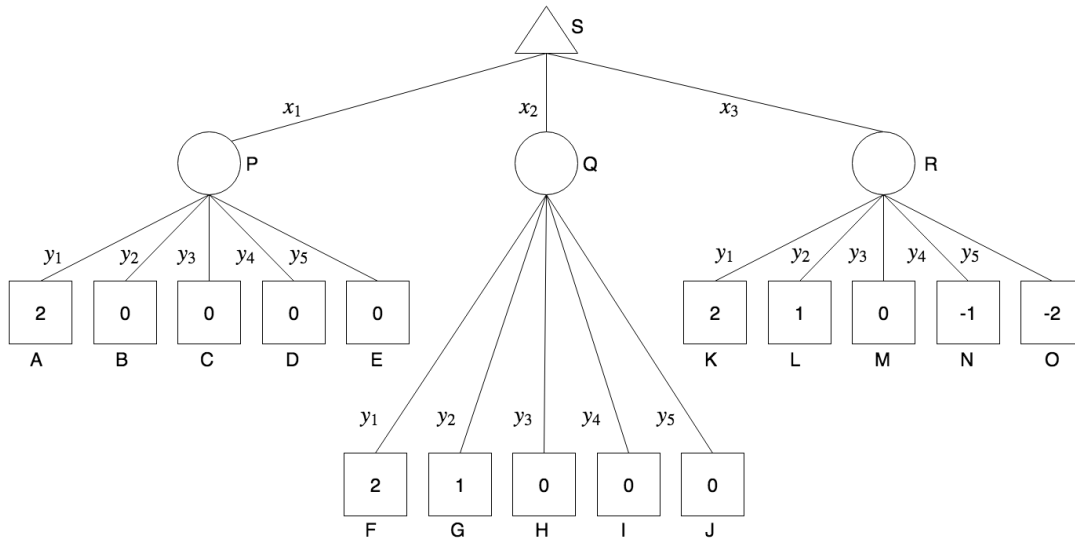 S
x₁ x₂ x₃
P Q R
y₁ y₂ y₃ y₄ y₅ y₁ y₂ y₃ y₄ y₅
2 0 0 0 0 2 1 0 -1 -2
A B C D E K L M N O
y₁ y₂ y₃ y₄ y₅
2 1 0 0 0
F G H I J